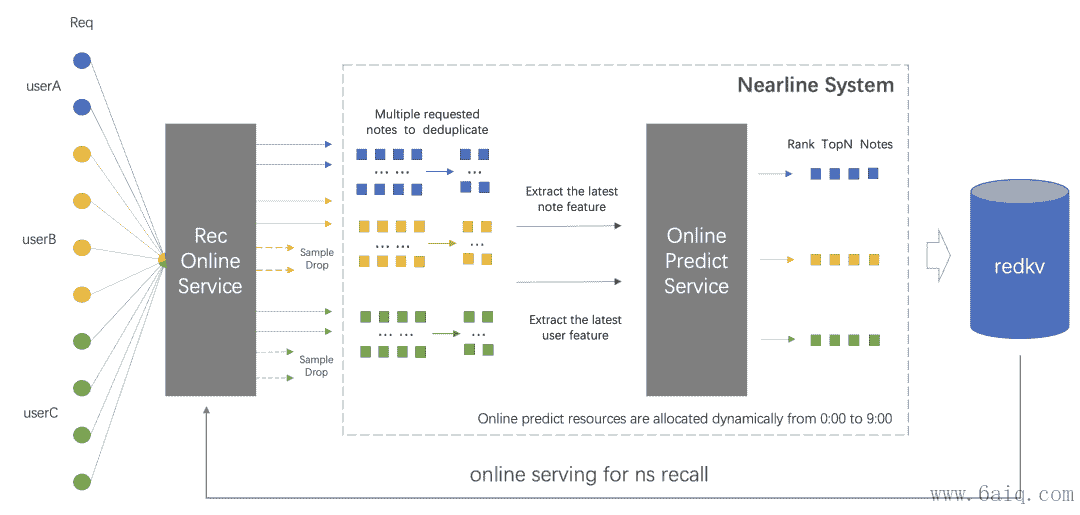 Req
userA
userB
userC
Rec
Online
Service
Sample
Drop
Sample
Drop
Nearline System
Multiple requested
notes to deduplicate
... ...
...
... ...
...
... ...
...
Extract the latest
note feature
Extract the latest
user feature
Online
Predict
Service
Rank TopN Notes
Online predict resources are allocated dynamically from 0:00 to 9:00
redkv
online serving for ns recall
www.6aiq.com